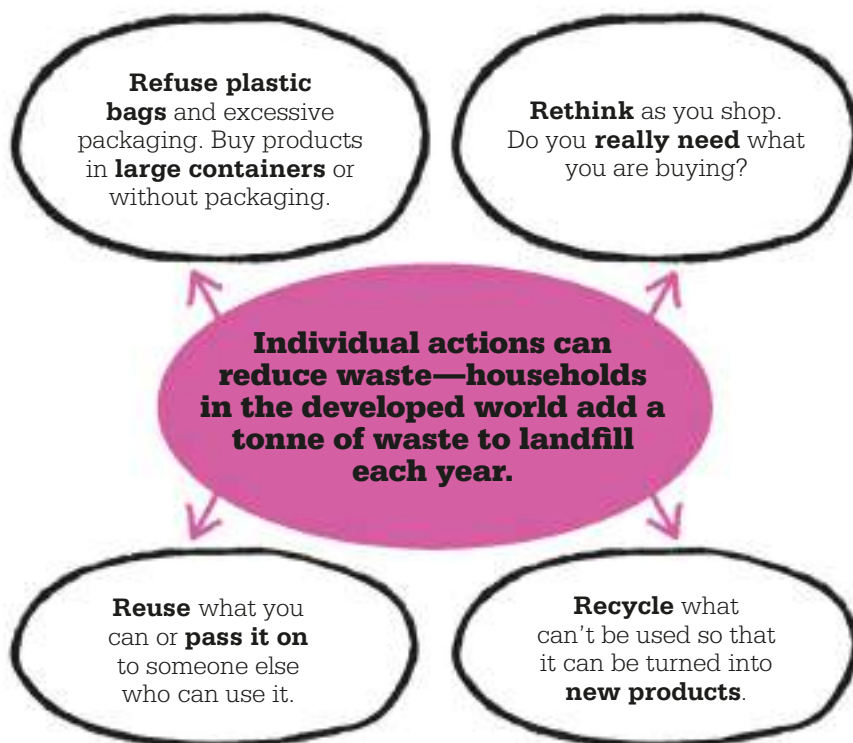 Refuse plastic
bags and excessive
packaging. Buy products
in large containers or
without packaging.
Rethink as you shop.
Do you really need what
you are buying?
Individual actions can
reduce waste—households
in the developed world add a
tonne of waste to landfill
each year.
Reuse what you
can or pass it on
to someone else
who can use it.
Recycle what
can't be used so that
it can be turned into
new products.